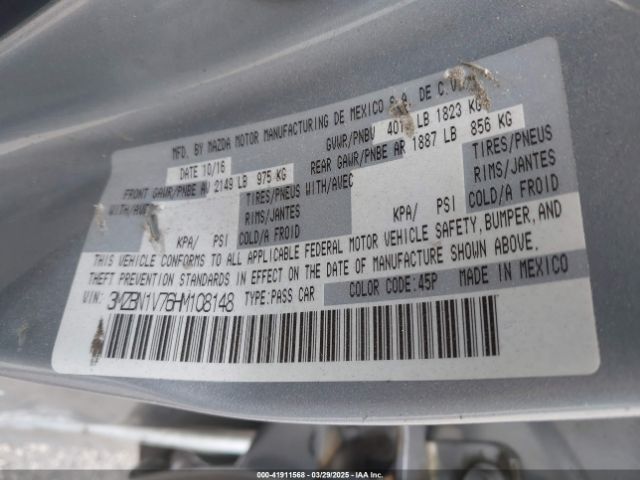 MFD. BY MAZDA MOTOR MANUFACTURING DE MEXICO S.A. DE C.V.
DATE 10/16 GVWR/PNBV LB 1823 KG
FRONT GAWR/PNBE AV 2149 LB 975 KG REAR GAWR/PNBE AR 1887 LB 856 KG
WITH/AVEC TIRES/PNEUS WITH/AVEC TIRES/PNEUS
RIMS/JANTES RIMS/JANTES
KPA/ PSI COLD/A FROID KPA/ PSI COLD/A FROID
THIS VEHICLE CONFORMS TO ALL APPLICABLE FEDERAL MOTOR VEHICLE SAFETY, BUMPER, AND
THEFT PREVENTION STANDARDS IN EFFECT ON THE DATE OF MANUFACTURE SHOWN ABOVE.
VIN: 3MZBN1V76HM108148 TYPE:PASS CAR COLOR CODE:45P MADE IN MEXICO
000-41911568 - 03/29/2025 - IAA Inc.